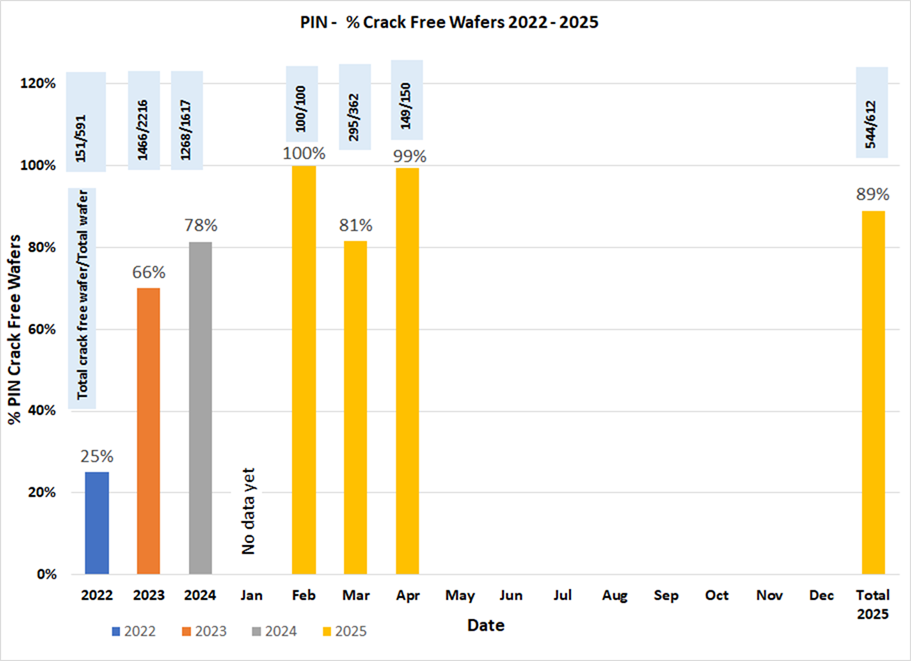 PIN - % Crack Free Wafers 2022 - 2025
% PIN Crack Free Wafers
120%
100%
80%
60%
40%
20%
0%
151/591
1466/2216
1268/1617
100/100
295/362
149/150
544/612
Total crack free wafer/Total wafer
25%
66%
78%
No data yet
100%
81%
99%
89%
2022
2023
2024
Jan
Feb
Mar
Apr
May
Jun
Jul
Aug
Sep
Oct
Nov
Dec
Total
2025
Date
2022
2023
2024
2025